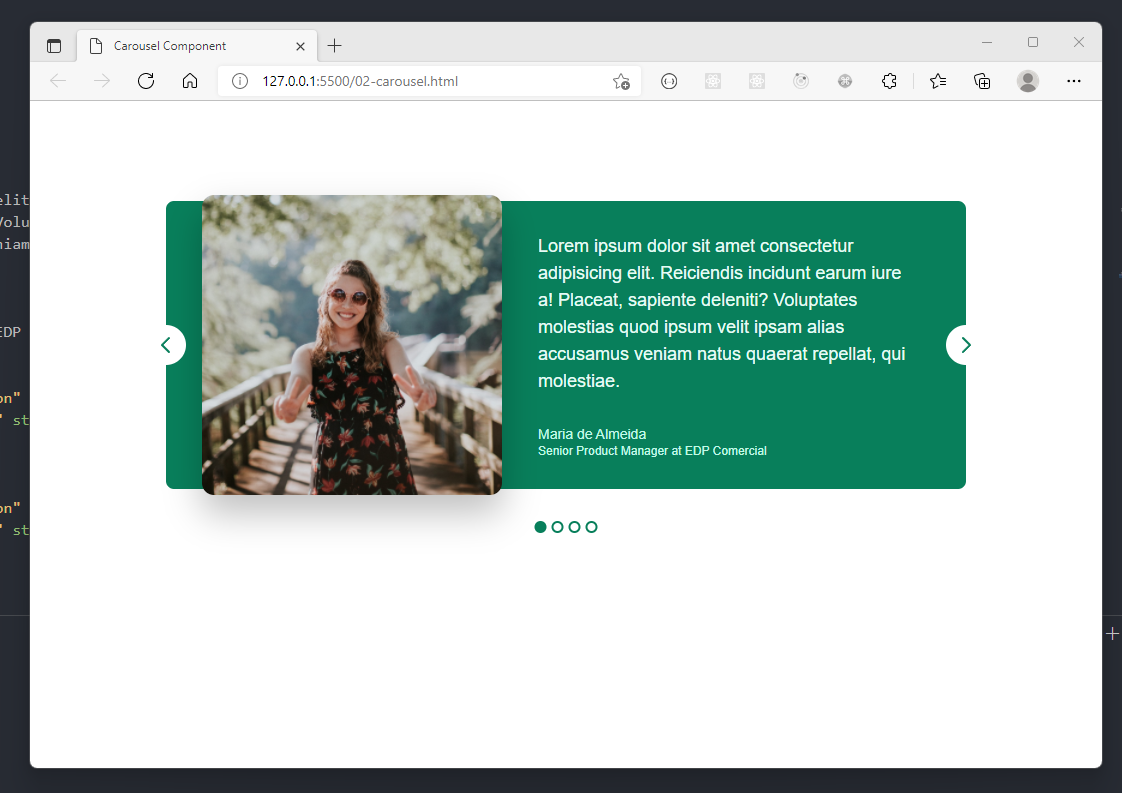 Carousel Component
127.0.0.1:5500/02-carousel.html
elit
Volu
niam
EDP
on"
" st
on"
" st
Lorem ipsum dolor sit amet consectetur
adipisicing elit. Reiciendis incidunt earum iure
a! Placeat, sapiente deleniti? Voluptates
molestias quod ipsum velit ipsam alias
accusamus veniam natus quaerat repellat, qui
molestiae.
Maria de Almeida
Senior Product Manager at EDP Comercial